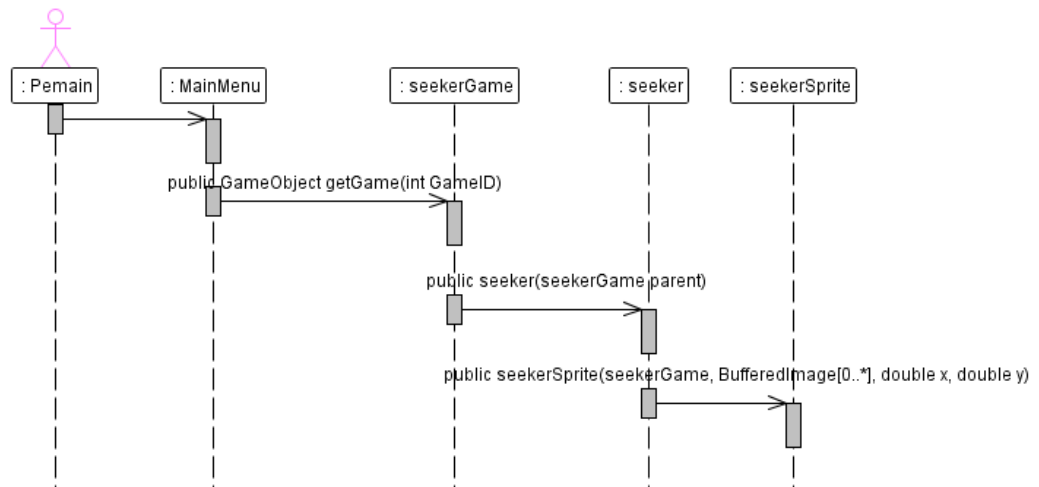 : Pemain
: MainMenu
: seekerGame
: seeker
: seekerSprite
public GameObject getGame(int GameID)
public seeker(seekerGame parent)
public seekerSprite(seekerGame, BufferedImage[0..*], double x, double y)